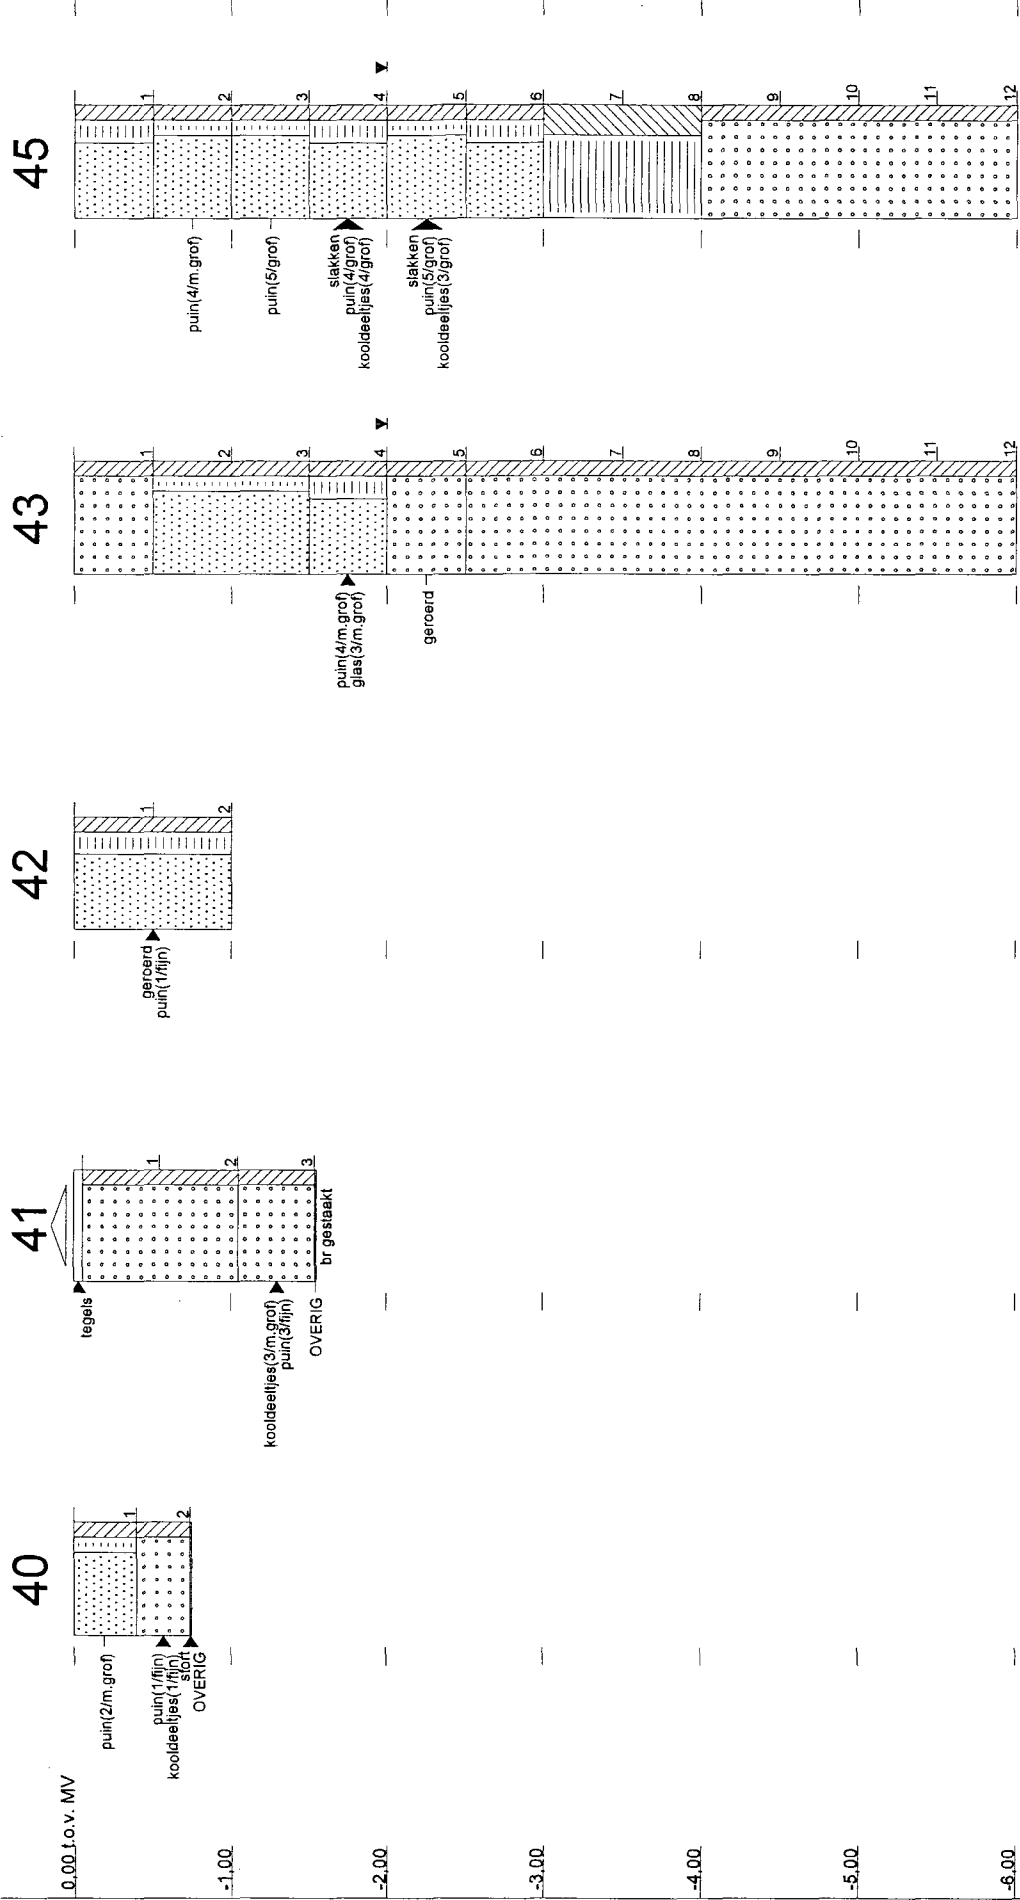 40
41
42
43
45
0,00 t.o.v. MV
-1,00
-2,00
-3,00
-4,00
-5,00
-6,00
puin(2/m.grof)
puin(1/fijn)
kooldeeltjes(1/fijn)
stort
OVERIG
1
2
tegels
kooldeeltjes(3/m.grof)
puin(3/fijn)
OVERIG
br gestaakt
1
2
3
geroerd
puin(1/fijn)
1
2
puin(4/m.grof)
glas(3/m.grof)
geroerd
1
2
3
4
5
6
7
8
9
10
11
12
puin(4/m.grof)
puin(5/grof)
slakken
puin(4/grof)
kooldeeltjes(4/grof)
slakken
puin(5/grof)
kooldeeltjes(3/grof)
1
2
3
4
5
6
7
8
9
10
11
12